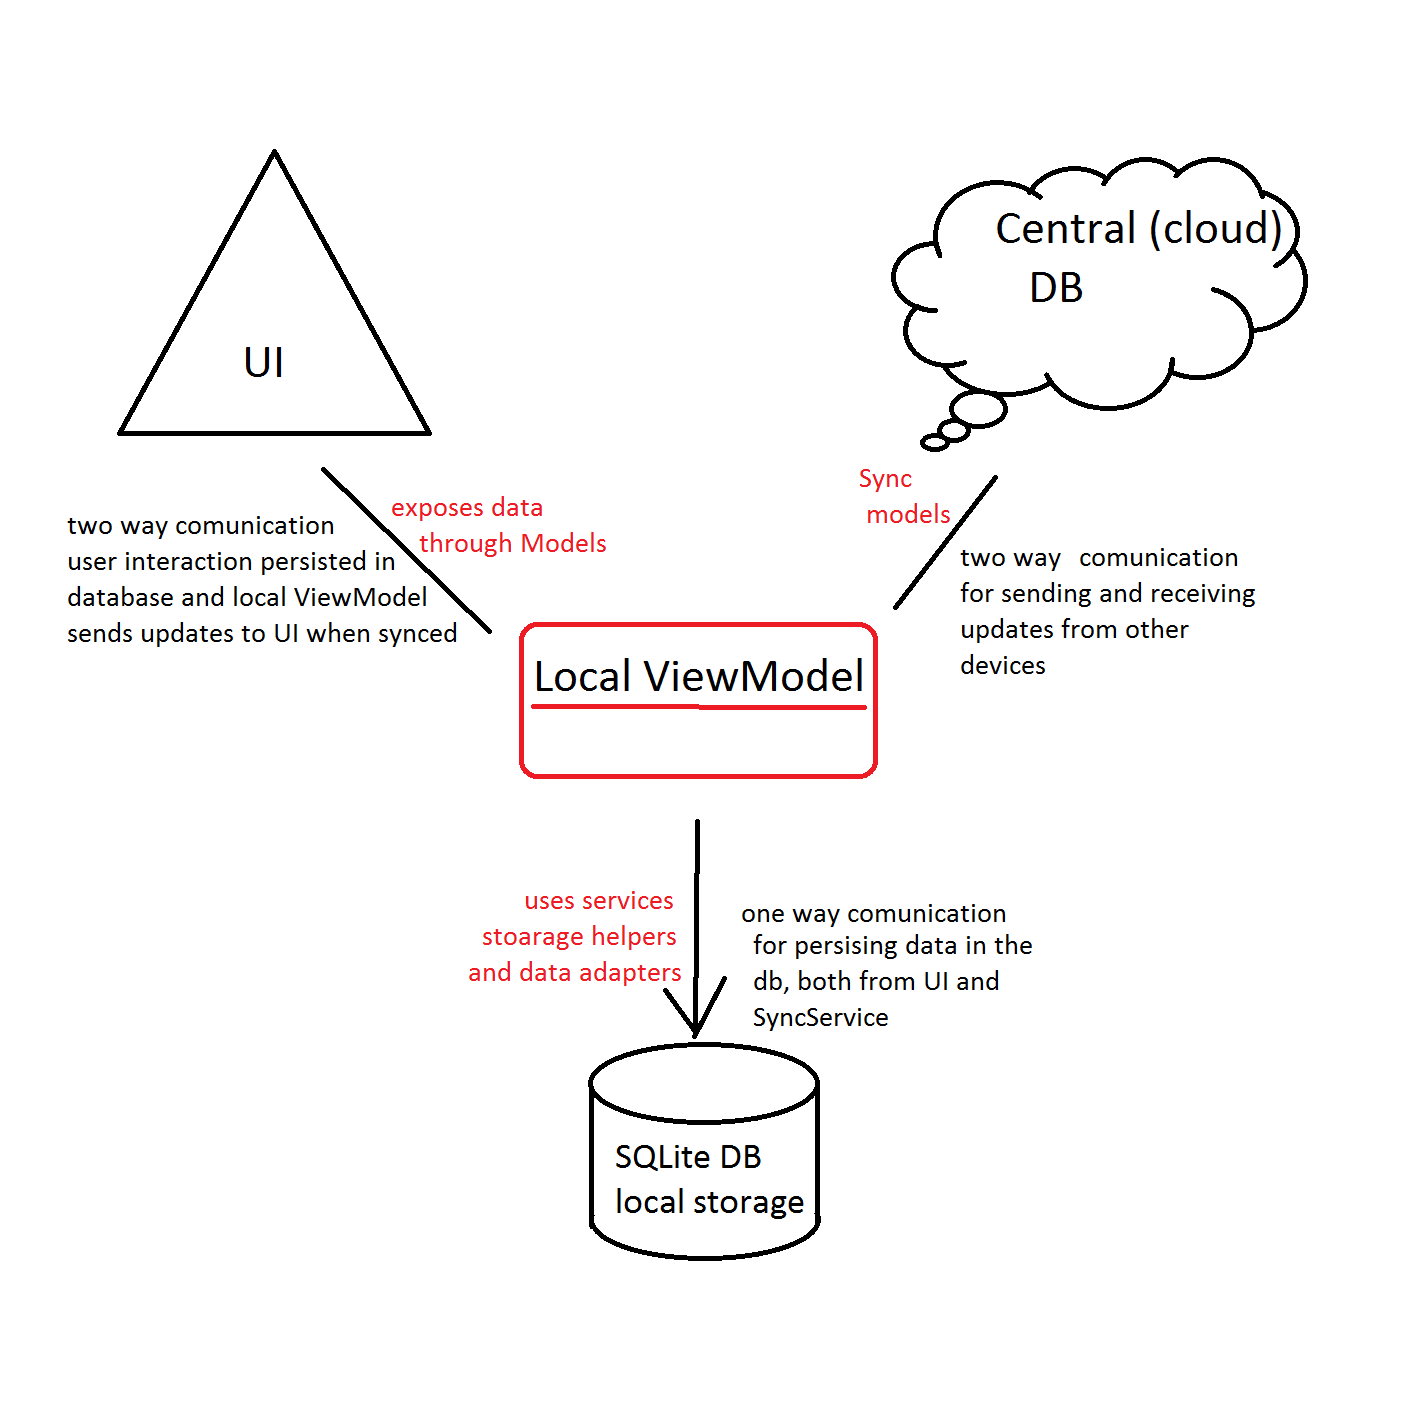 UI
Central (cloud)
DB
exposes data
through Models
two way comunication
user interaction persisted in
database and local ViewModel
sends updates to UI when synced
Sync
models
two way comunication
for sending and receiving
updates from other
devices
Local ViewModel
uses services
stoarage helpers
and data adapters
one way comunication
for persising data in the
db, both from UI and
SyncService
SQLite DB
local storage